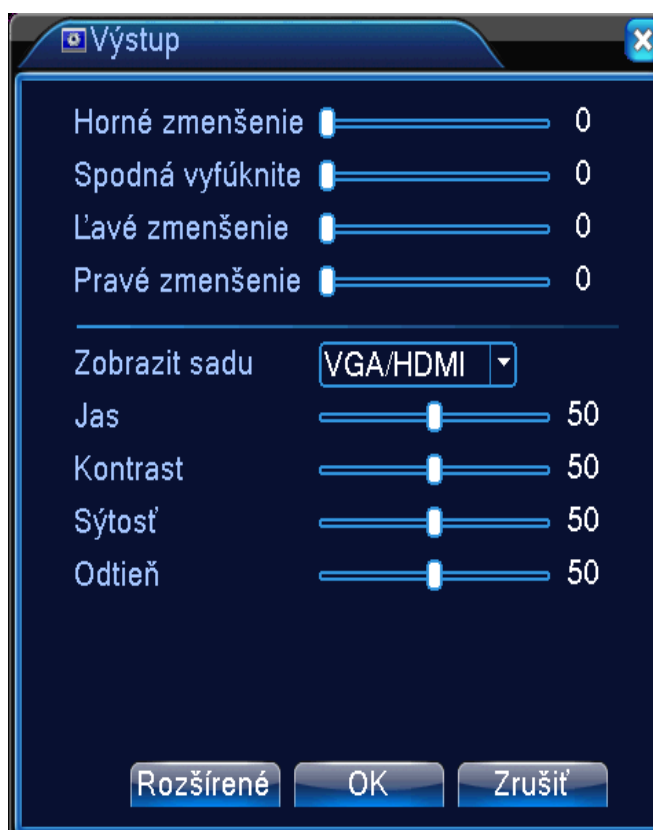 Výstup
Horné zmenšenie 0
Spodná vyfúknite 0
Ľavé zmenšenie 0
Pravé zmenšenie 0
Zobrazit sadu VGA/HDMI
Jas 50
Kontrast 50
Sýtosť 50
Odtieň 50
Rozšírené OK Zrušiť